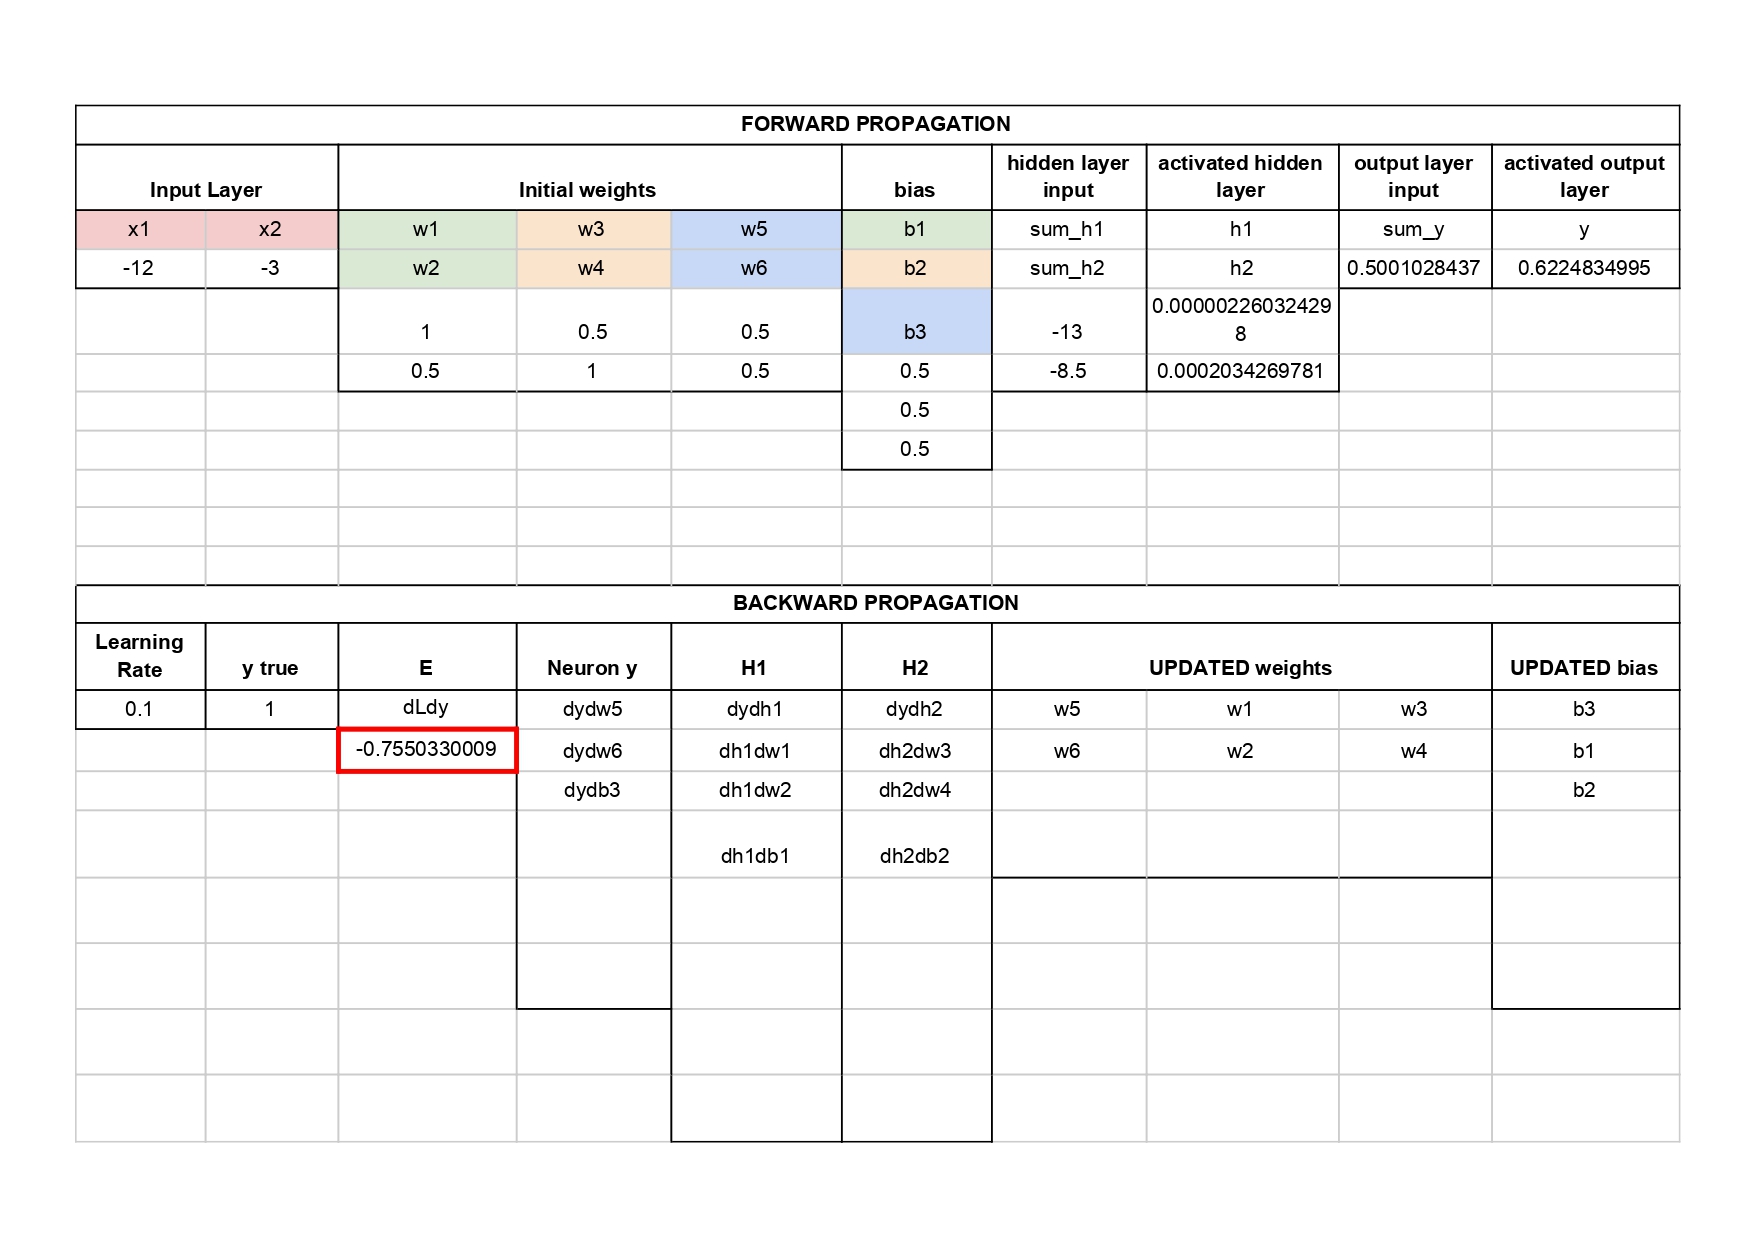 FORWARD PROPAGATION
Input Layer Initial weights bias hidden layer input activated hidden layer output layer input activated output layer
x1 x2 w1 w3 w5 b1 sum_h1 h1 sum_y y
-12 -3 w2 w4 w6 b2 sum_h2 h2 0.5001028437 0.6224834995
1 0.5 0.5 b3 -13 0.000002260324298
0.5 1 0.5 0.5 -8.5 0.0002034269781
0.5
0.5
BACKWARD PROPAGATION
Learning Rate y true E Neuron y H1 H2 UPDATED weights UPDATED bias
0.1 1 dLdy dydw5 dydh1 dydh2 w5 w1 w3 b3
-0.7550330009 dydw6 dh1dw1 dh2dw3 w6 w2 w4 b1
dydb3 dh1dw2 dh2dw4 b2
dh1db1 dh2db2